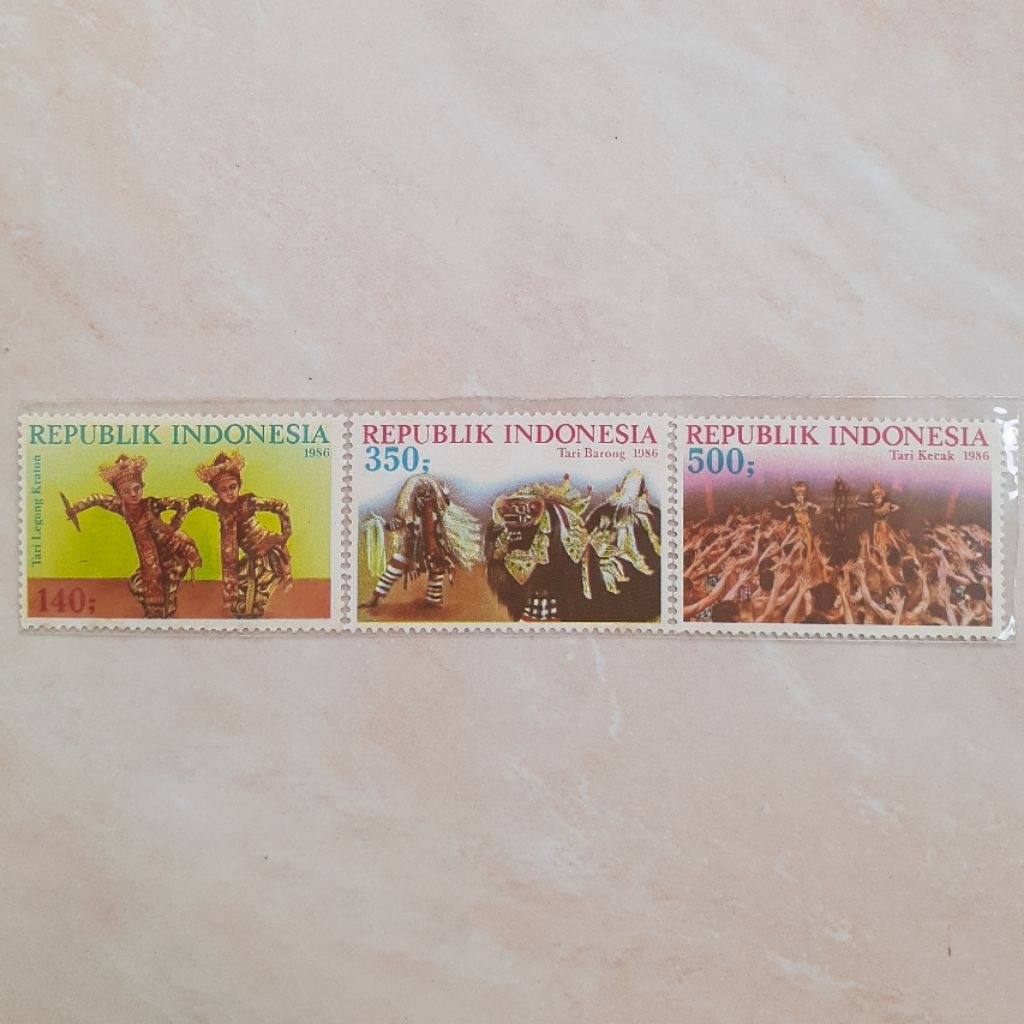 REPUBLIK INDONESIA
1986
Tari Legong Kraton
140;
REPUBLIK INDONESIA
350;
Tari Barong 1986
REPUBLIK INDONESIA
500;
Tari Kecak 1986